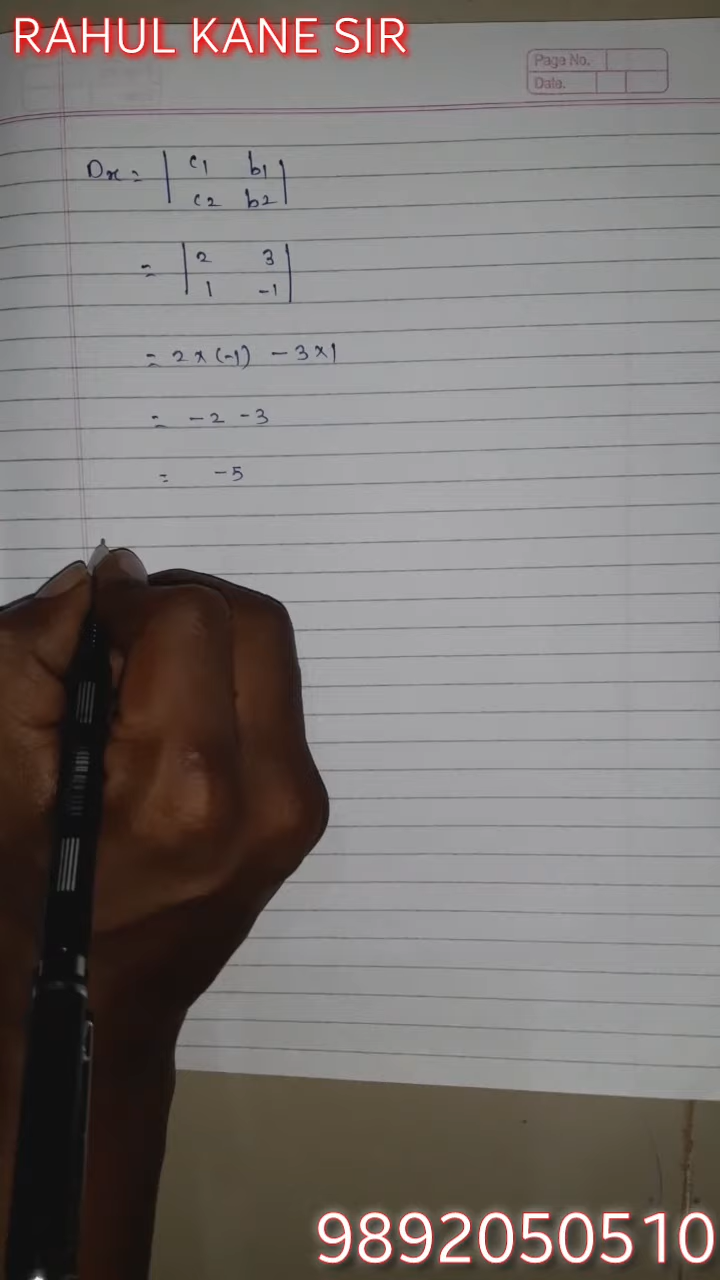 RAHUL KANE SIR
Page No.
Date.
Dx = | c1 b1 |
| c2 b2 |
= | 2 3 |
| 1 -1 |
= 2 × (-1) - 3 × 1
= -2 -3
= -5
9892050510